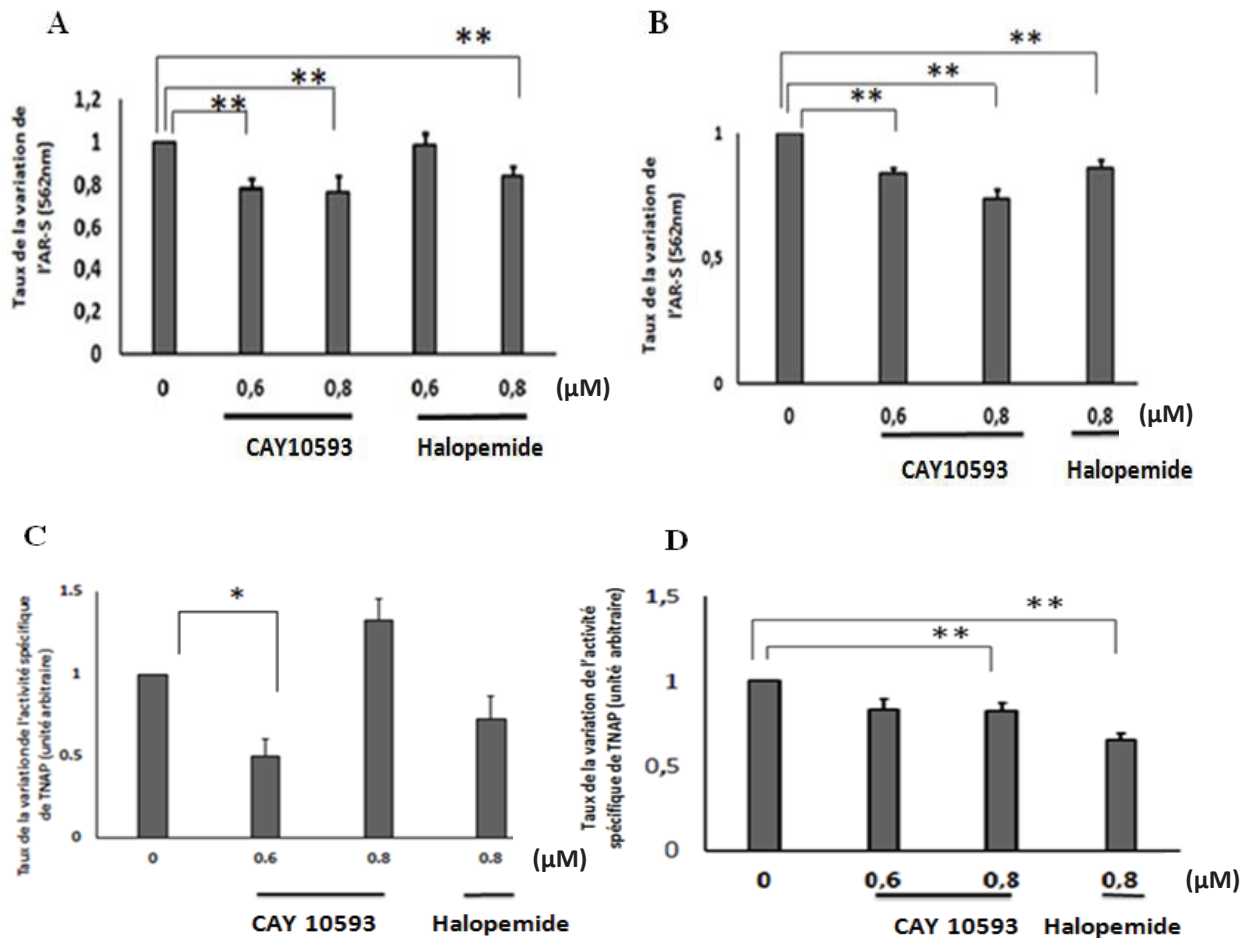 A
**
**
**
Taux de la variation de
l'AR-S (562nm)
1,2
1
0,8
0,6
0,4
0,2
0
0 0,6 0,8 0,6 0,8 (µM)
CAY10593 Halopemide
B
**
**
**
Taux de la variation de
l'AR-S (562nm)
1
0,5
0
0 0,6 0,8 0,8 (µM)
CAY10593 Halopemide
C
*
Taux de la variation de l'activité spécifique
de TNAP (unité arbitraire)
1.5
1
0.5
0
0 0.6 0.8 0.8 (µM)
CAY 10593 Halopemide
D
**
**
Taux de la variation de l'activité
spécifique de TNAP (unité arbitraire)
1,5
1
0,5
0
0 0,6 0,8 0,8 (µM)
CAY 10593 Halopemide